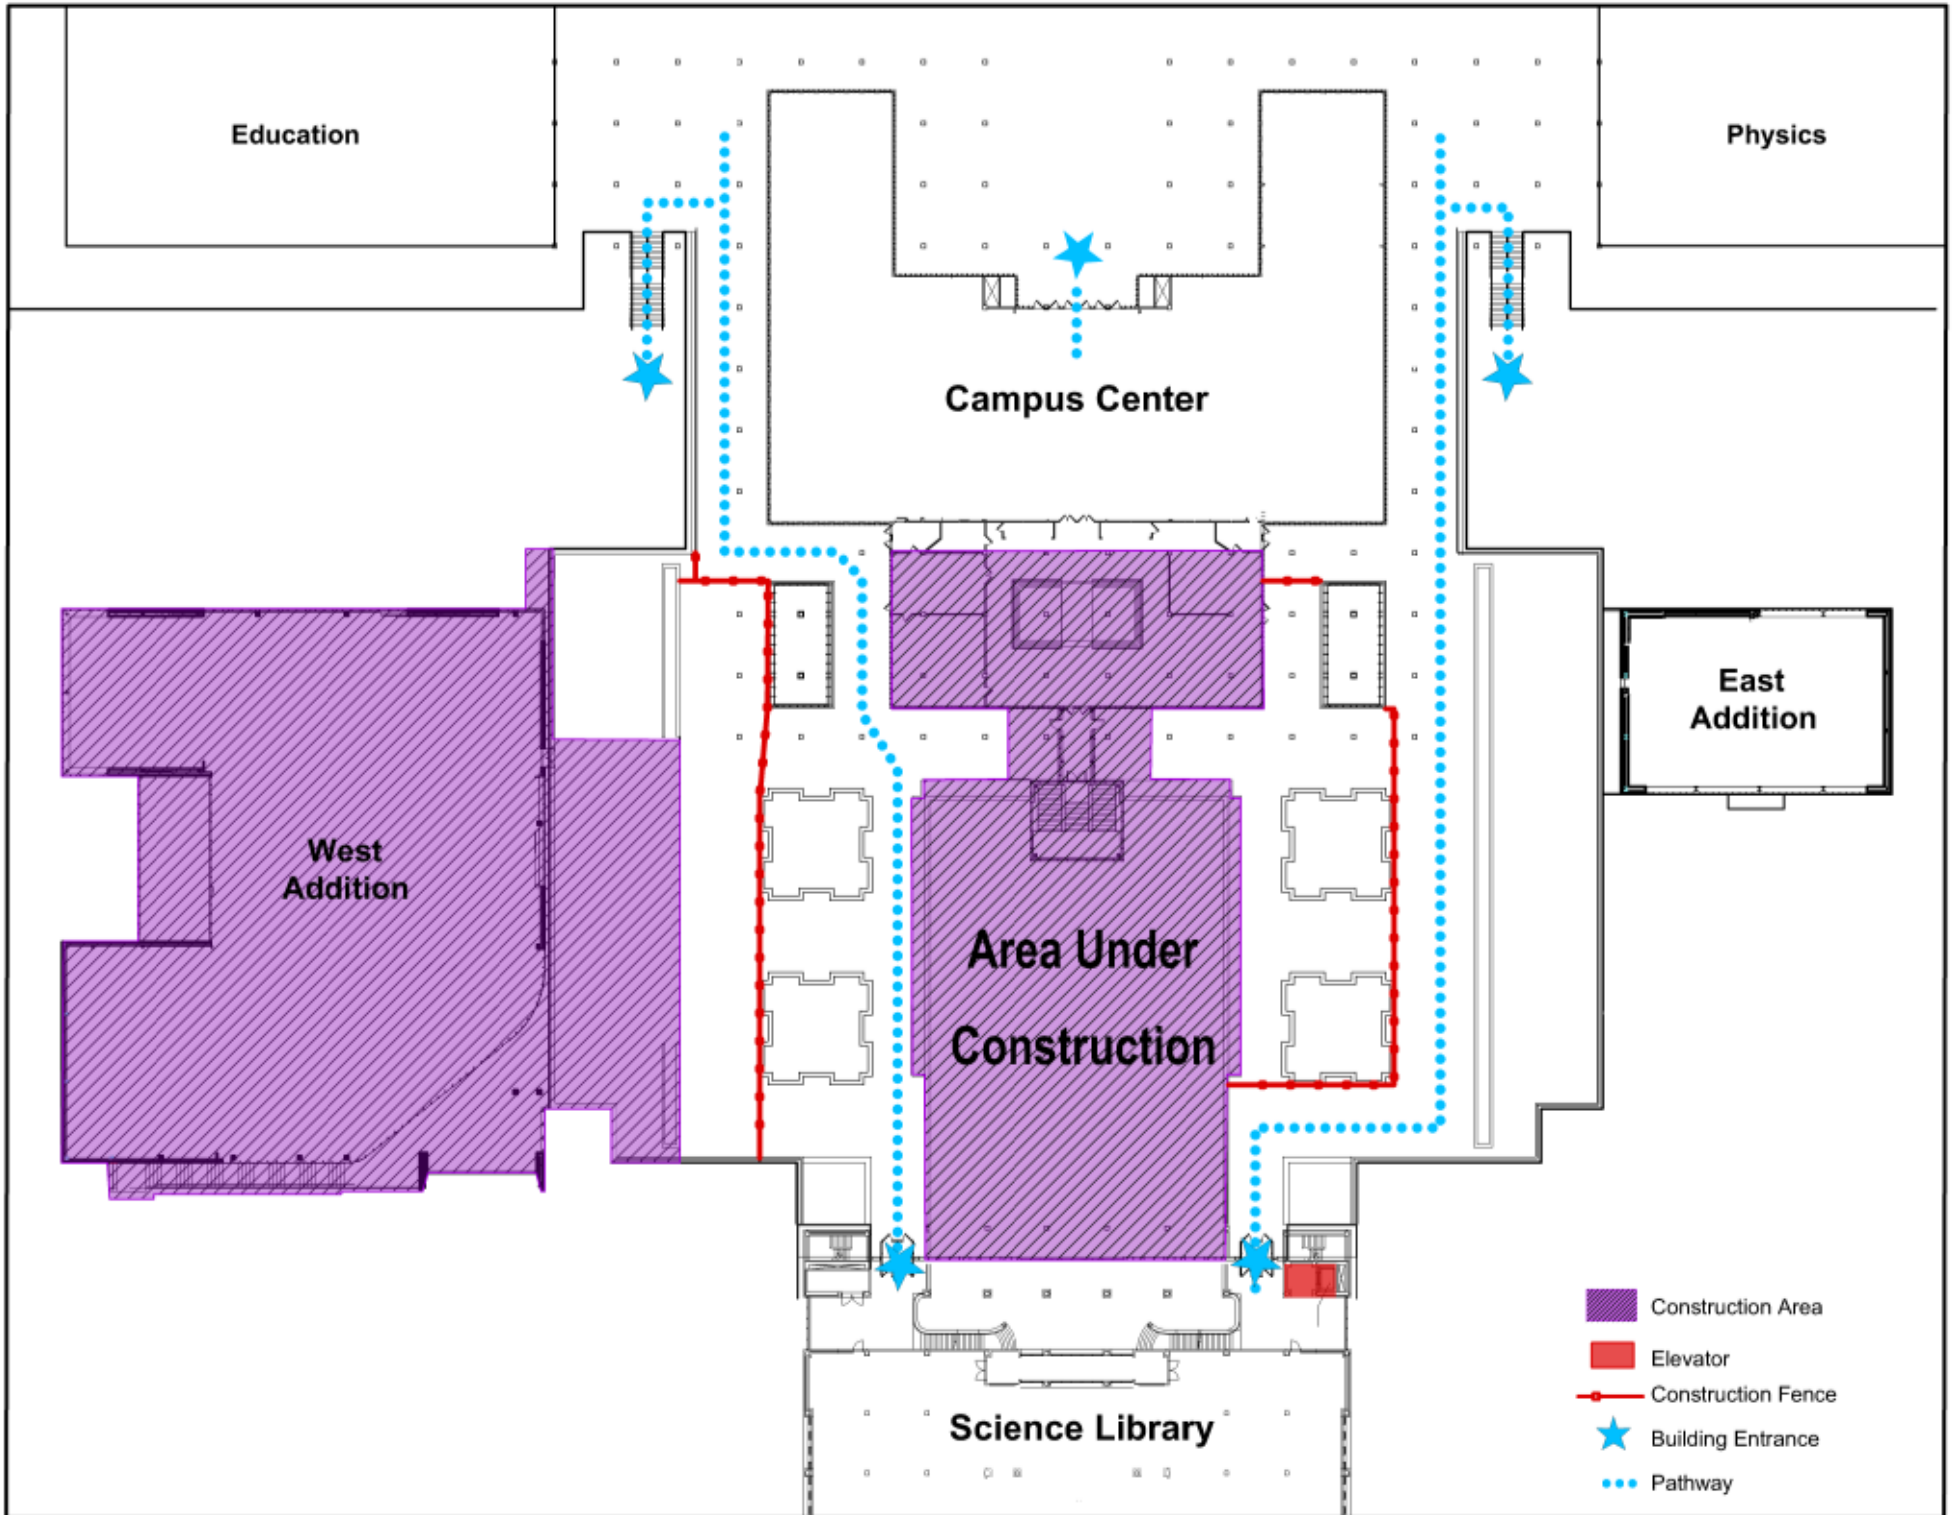 Education
Physics
Campus Center
East
Addition
West
Addition
Area Under
Construction
Construction Area
Elevator
Construction Fence
Science Library
Building Entrance
Pathway